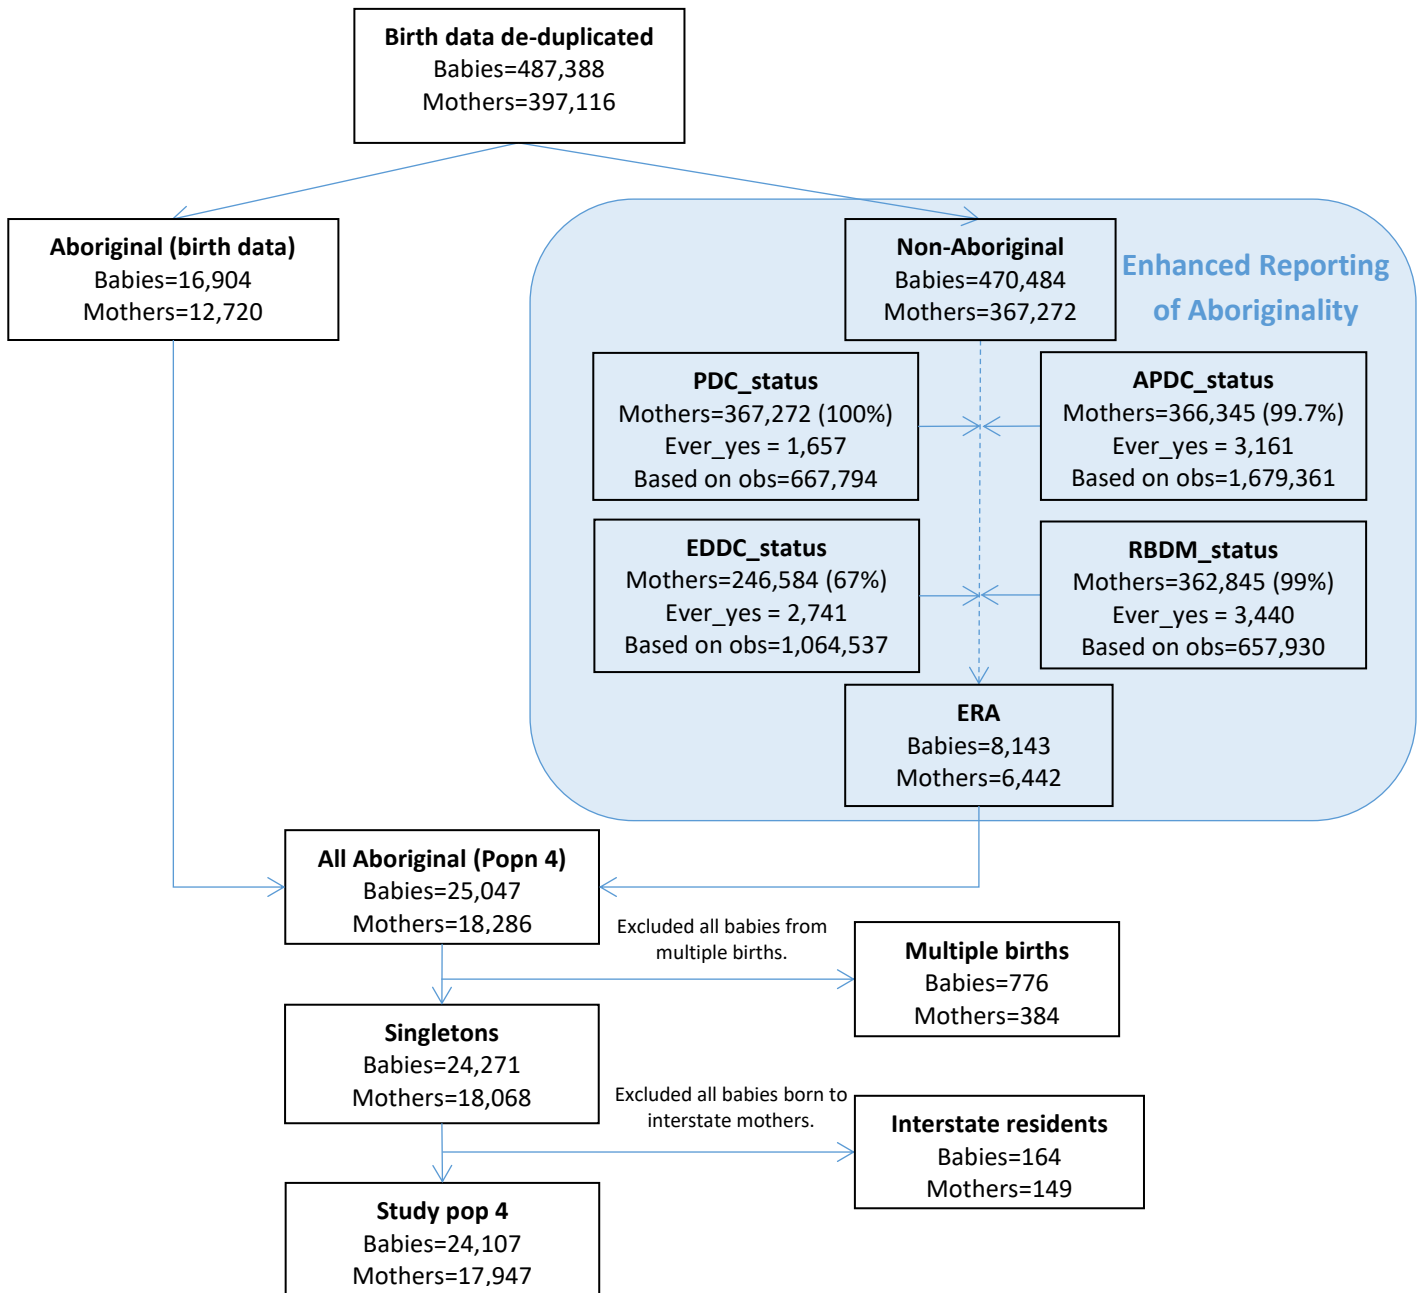 Birth data de-duplicated
Babies=487,388
Mothers=397,116
Aboriginal (birth data)
Babies=16,904
Mothers=12,720
Non-Aboriginal
Babies=470,484
Mothers=367,272
Enhanced Reporting
of Aboriginality
PDC_status
Mothers=367,272 (100%)
Ever_yes = 1,657
Based on obs=667,794
APDC_status
Mothers=366,345 (99.7%)
Ever_yes = 3,161
Based on obs=1,679,361
EDDC_status
Mothers=246,584 (67%)
Ever_yes = 2,741
Based on obs=1,064,537
RBDM_status
Mothers=362,845 (99%)
Ever_yes = 3,440
Based on obs=657,930
ERA
Babies=8,143
Mothers=6,442
All Aboriginal (Popn 4)
Babies=25,047
Mothers=18,286
Excluded all babies from
multiple births.
Multiple births
Babies=776
Mothers=384
Singletons
Babies=24,271
Mothers=18,068
Excluded all babies born to
interstate mothers.
Interstate residents
Babies=164
Mothers=149
Study pop 4
Babies=24,107
Mothers=17,947